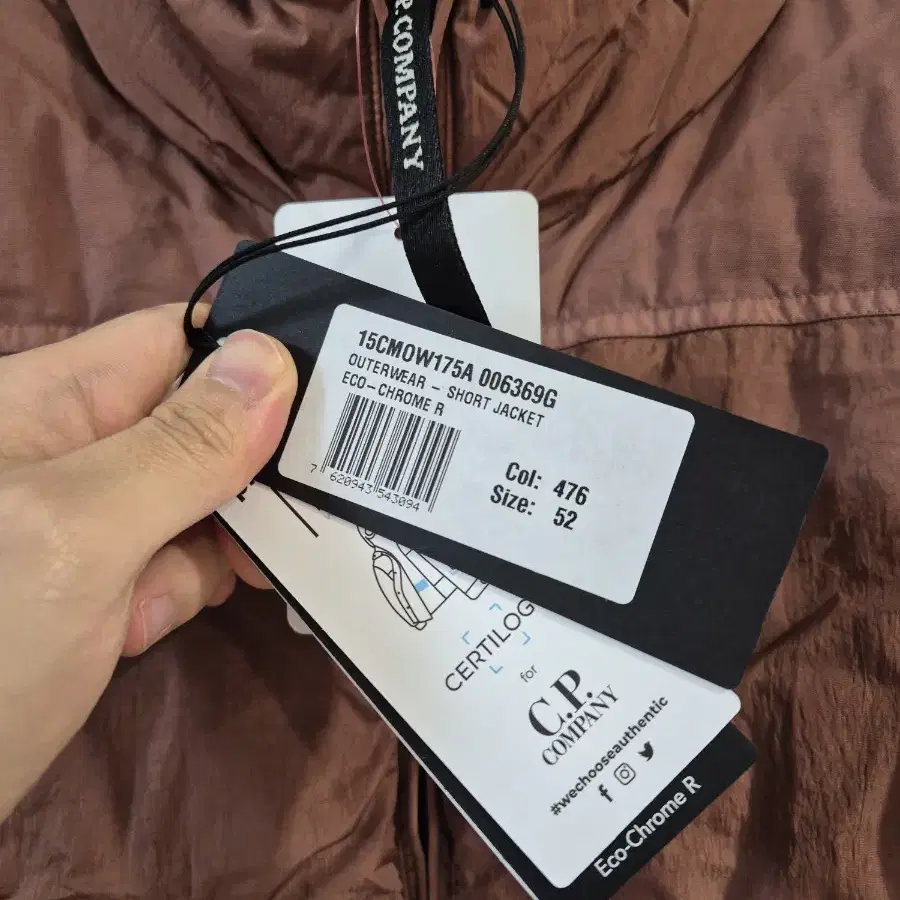 .COMPANY
15CMOW175A 006369G
OUTERWEAR – SHORT JACKET
ECO–CHROME R
7 620943 543094
Col: 476
Size: 52
CERTILOG
for
C.P.
COMPANY
#wechooseauthentic
Eco-Chrome R